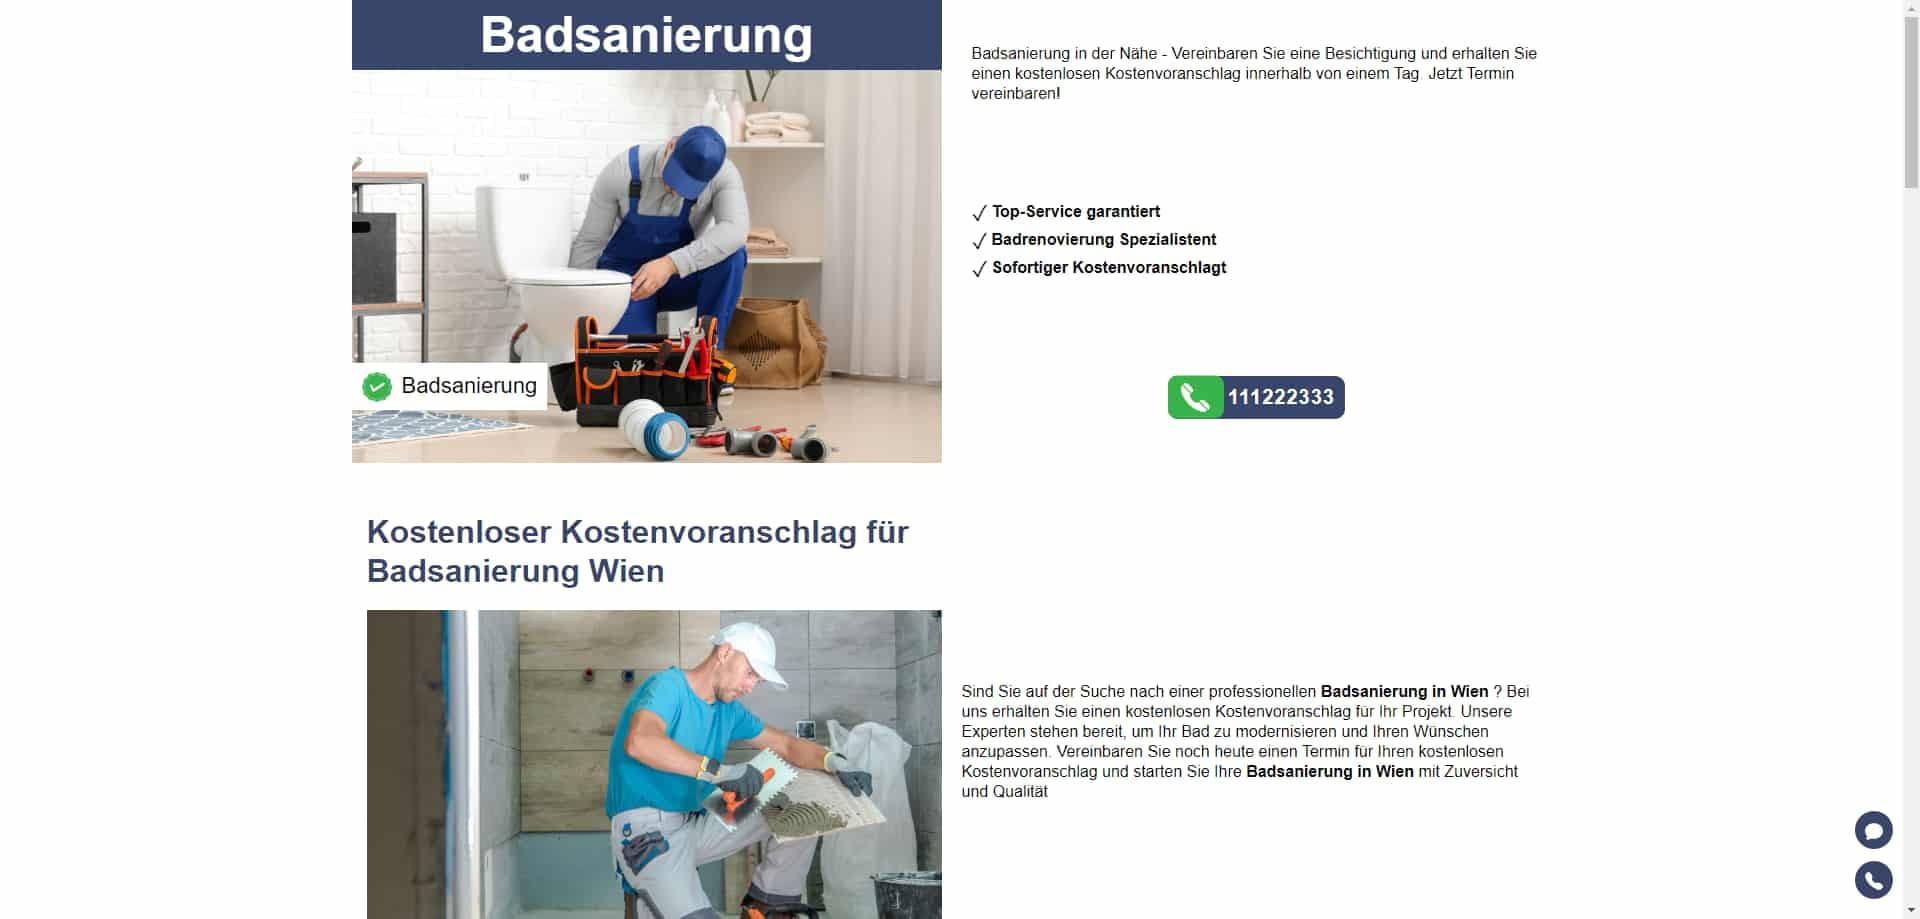 Badsanierung
Badsanierung in der Nähe - Vereinbaren Sie eine Besichtigung und erhalten Sie
einen kostenlosen Kostenvoranschlag innerhalb von einem Tag. Jetzt Termin
vereinbaren!
Top-Service garantiert
Badrenovierung Spezialistent
Sofortiger Kostenvoranschlagt
Badsanierung
111222333
Kostenloser Kostenvoranschlag für
Badsanierung Wien
Sind Sie auf der Suche nach einer professionellen Badsanierung in Wien ? Bei
uns erhalten Sie einen kostenlosen Kostenvoranschlag für Ihr Projekt. Unsere
Experten stehen bereit, um Ihr Bad zu modernisieren und Ihren Wünschen
anzupassen. Vereinbaren Sie noch heute einen Termin für Ihren kostenlosen
Kostenvoranschlag und starten Sie Ihre Badsanierung in Wien mit Zuversicht
und Qualität